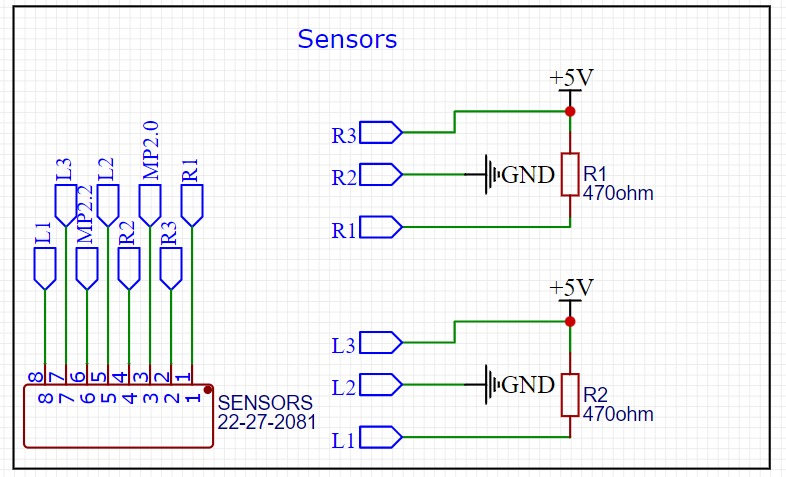 Sensors
+5V
R3
R2
GND
R1
R1
470ohm
+5V
L3
L2
GND
L1
R2
470ohm
L1
L3
MP2.2
L2
R2
MP2.0
R3
R1
8 7 6 5 4 3 2 1
8 7 6 5 4 3 2 1
SENSORS
22-27-2081